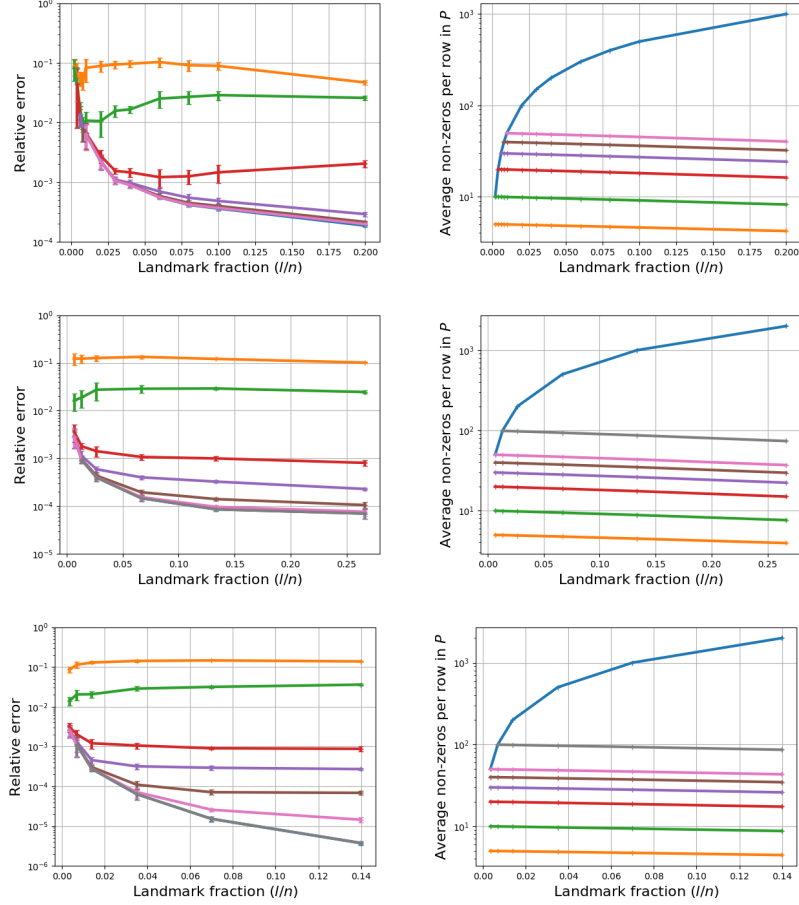 Relative error
10⁰
10⁻¹
10⁻²
10⁻³
10⁻⁴
0.000 0.025 0.050 0.075 0.100 0.125 0.150 0.175 0.200
Landmark fraction (l/n)
Average non-zeros per row in P
10³
10²
10¹
0.000 0.025 0.050 0.075 0.100 0.125 0.150 0.175 0.200
Landmark fraction (l/n)
Relative error
10⁰
10⁻¹
10⁻²
10⁻³
10⁻⁴
10⁻⁵
0.00 0.05 0.10 0.15 0.20 0.25
Landmark fraction (l/n)
Average non-zeros per row in P
10³
10²
10¹
0.00 0.05 0.10 0.15 0.20 0.25
Landmark fraction (l/n)
Relative error
10⁰
10⁻¹
10⁻²
10⁻³
10⁻⁴
10⁻⁵
10⁻⁶
0.00 0.02 0.04 0.06 0.08 0.10 0.12 0.14
Landmark fraction (l/n)
Average non-zeros per row in P
10³
10²
10¹
0.00 0.02 0.04 0.06 0.08 0.10 0.12 0.14
Landmark fraction (l/n)